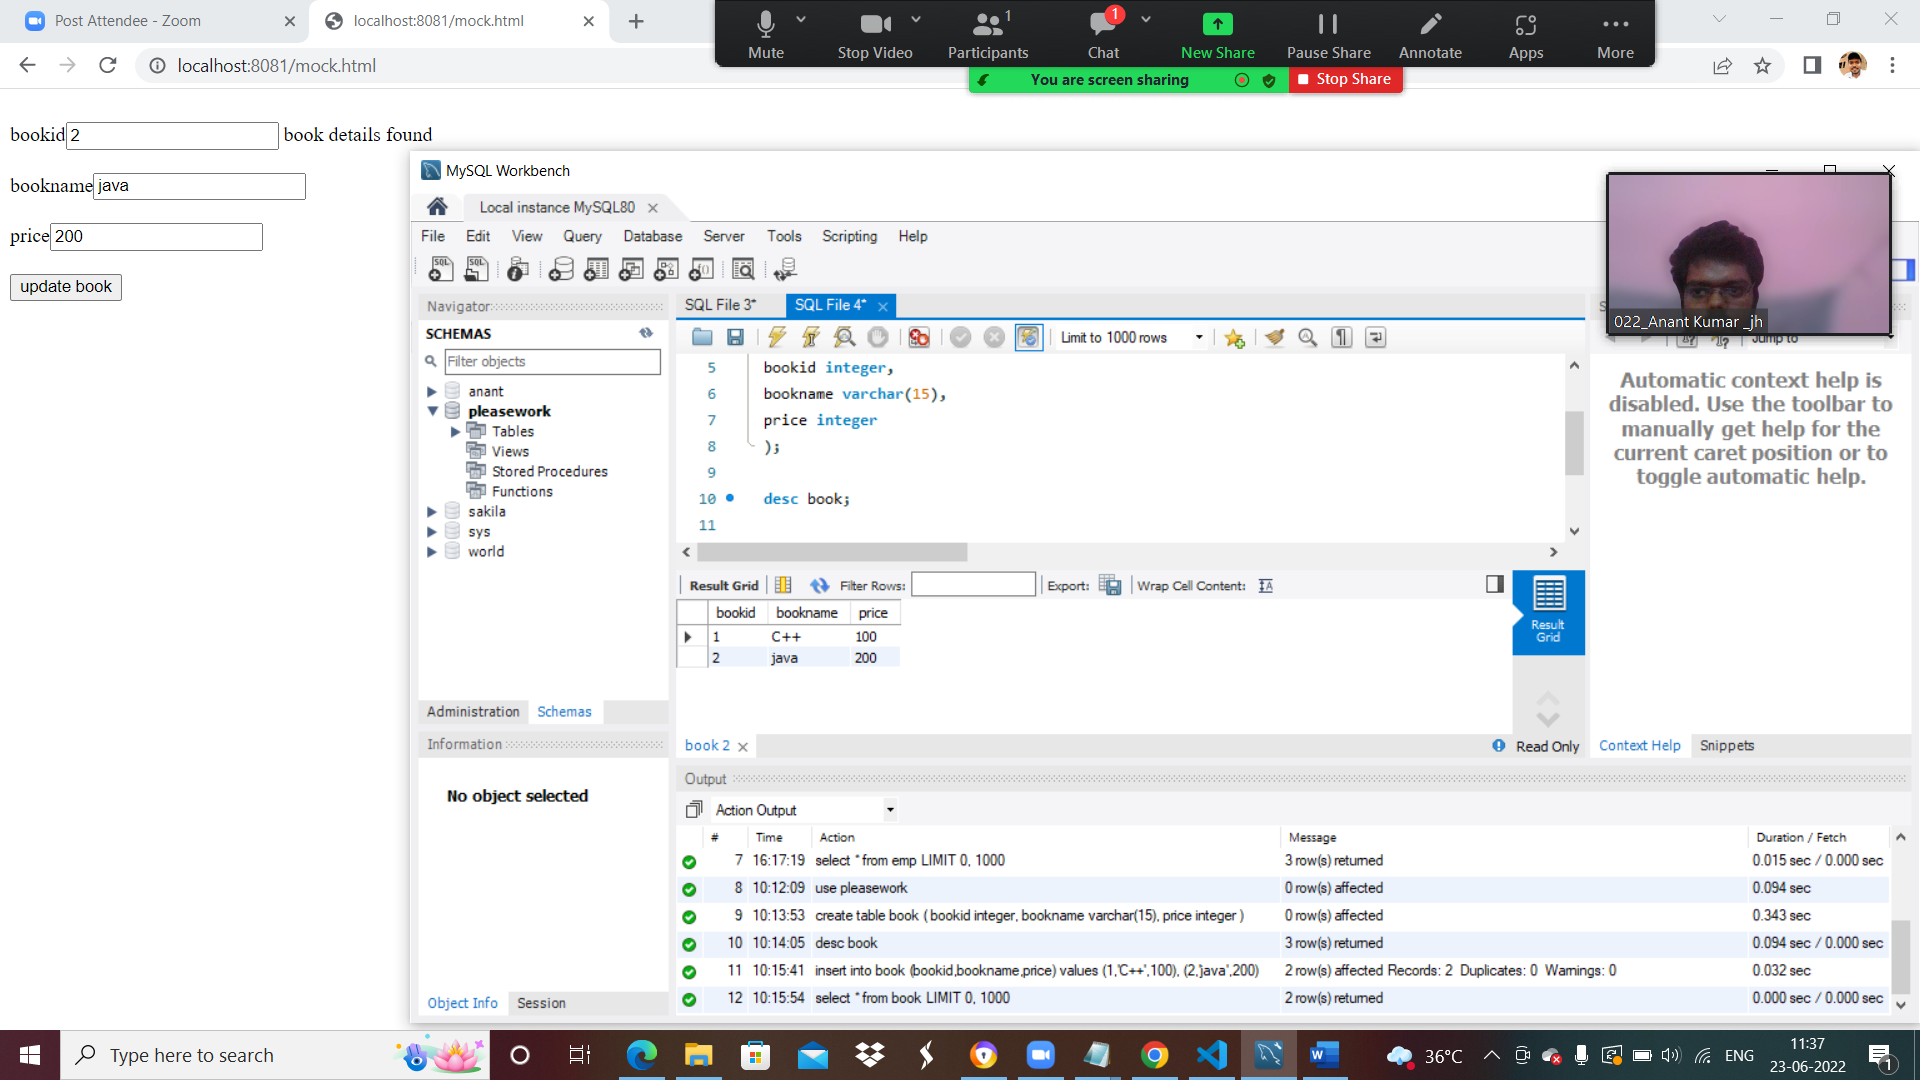 Post Attendee - Zoom
localhost:8081/mock.html
localhost:8081/mock.html
Mute
Stop Video
1
Participants
1
Chat
New Share
Pause Share
Annotate
Apps
More
You are screen sharing
Stop Share
bookid 2 book details found
bookname java
price 200
update book
MySQL Workbench
Local instance MySQL80
File Edit View Query Database Server Tools Scripting Help
022_Anant Kumar _jh
Navigator
SCHEMAS
Filter objects
anant
pleasework
Tables
Views
Stored Procedures
Functions
sakila
sys
world
Administration Schemas
Information
No object selected
Object Info Session
SQL File 3* SQL File 4*
Limit to 1000 rows
5 bookid integer,
6 bookname varchar(15),
7 price integer
8 );
9
10 desc book;
11
Result Grid Filter Rows: Export: Wrap Cell Content:
bookid bookname price
1 C++ 100
2 java 200
Result Grid
book 2
Read Only
Jump to
Automatic context help is
disabled. Use the toolbar to
manually get help for the
current caret position or to
toggle automatic help.
Context Help Snippets
Output
Action Output
# Time Action Message Duration / Fetch
7 16:17:19 select * from emp LIMIT 0, 1000 3 row(s) returned 0.015 sec / 0.000 sec
8 10:12:09 use pleasework 0 row(s) affected 0.094 sec
9 10:13:53 create table book ( bookid integer, bookname varchar(15), price integer ) 0 row(s) affected 0.343 sec
10 10:14:05 desc book 3 row(s) returned 0.094 sec / 0.000 sec
11 10:15:41 insert into book (bookid,bookname,price) values (1,'C++',100), (2,'java',200) 2 row(s) affected Records: 2 Duplicates: 0 Warnings: 0 0.032 sec
12 10:15:54 select * from book LIMIT 0, 1000 2 row(s) returned 0.000 sec / 0.000 sec
Type here to search
36°C
ENG
11:37
23-06-2022
1